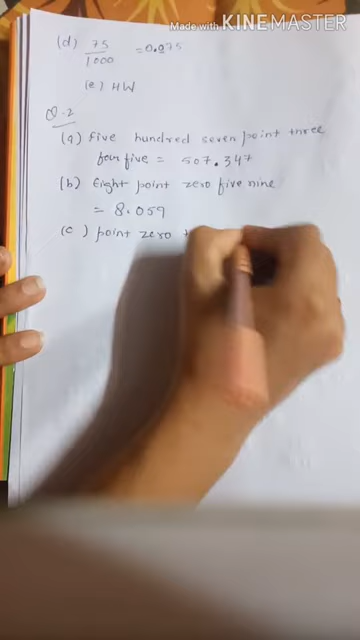 Made with KINEMASTER
(d) 75/1000 = 0.075
(e) HW
Q-2
(a) Five hundred seven point three
four five = 507.347
(b) Eight point zero five nine
= 8.059
(c) point zero t